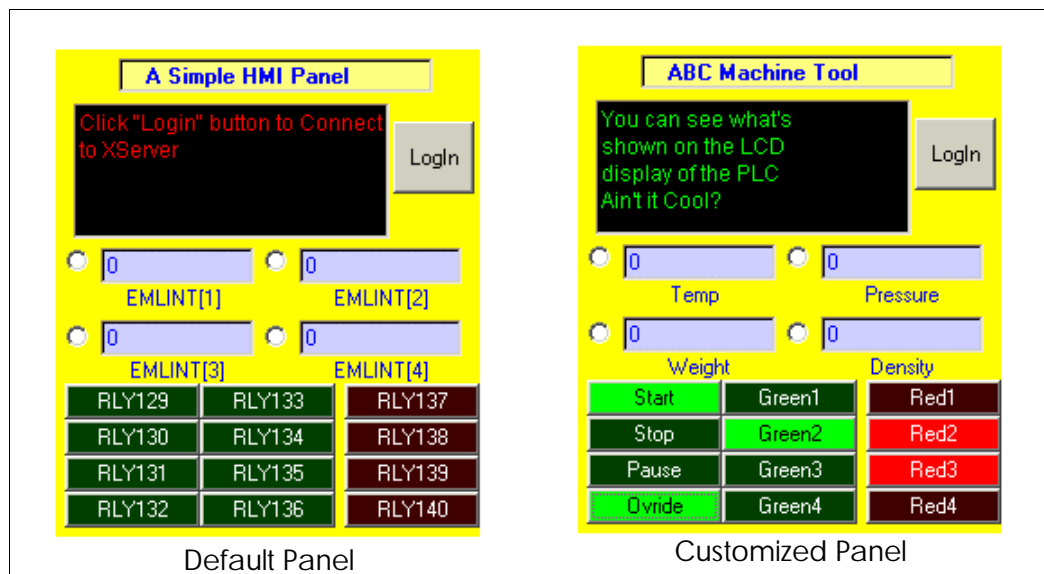 A Simple HMI Panel
Click "Login" button to Connect
to XServer
LogIn
0
0
EMLINT[1]
EMLINT[2]
0
0
EMLINT[3]
EMLINT[4]
RLY129
RLY133
RLY137
RLY130
RLY134
RLY138
RLY131
RLY135
RLY139
RLY132
RLY136
RLY140
Default Panel
ABC Machine Tool
You can see what's
shown on the LCD
display of the PLC
Ain't it Cool?
LogIn
0
0
Temp
Pressure
0
0
Weight
Density
Start
Green1
Red1
Stop
Green2
Red2
Pause
Green3
Red3
Ovride
Green4
Red4
Customized Panel